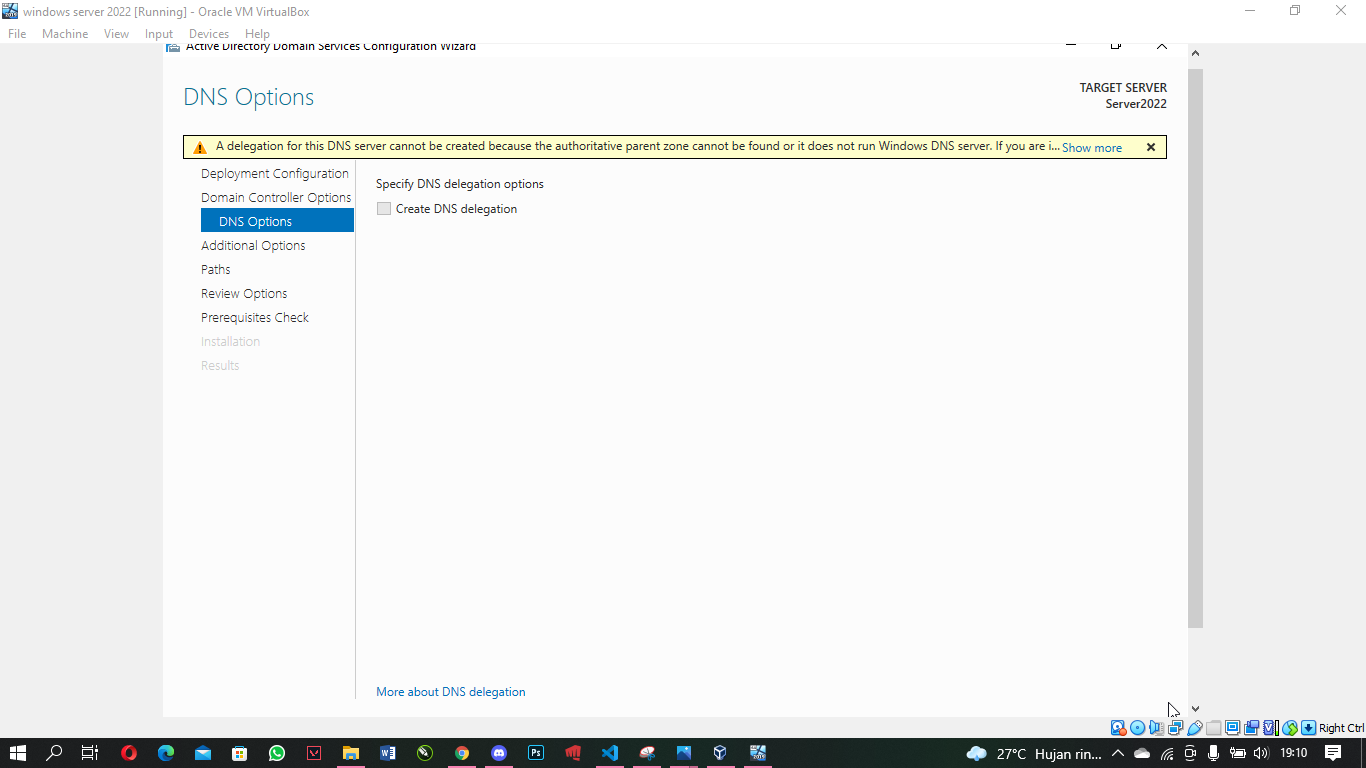 windows server 2022 [Running] - Oracle VM VirtualBox
File Machine View Input Devices Help
Active Directory Domain Services Configuration Wizard
DNS Options
TARGET SERVER
Server2022
A delegation for this DNS server cannot be created because the authoritative parent zone cannot be found or it does not run Windows DNS server. If you are i... Show more
Deployment Configuration
Domain Controller Options
DNS Options
Additional Options
Paths
Review Options
Prerequisites Check
Installation
Results
Specify DNS delegation options
Create DNS delegation
More about DNS delegation
Right Ctrl
27°C Hujan rin...
19:10
Ps